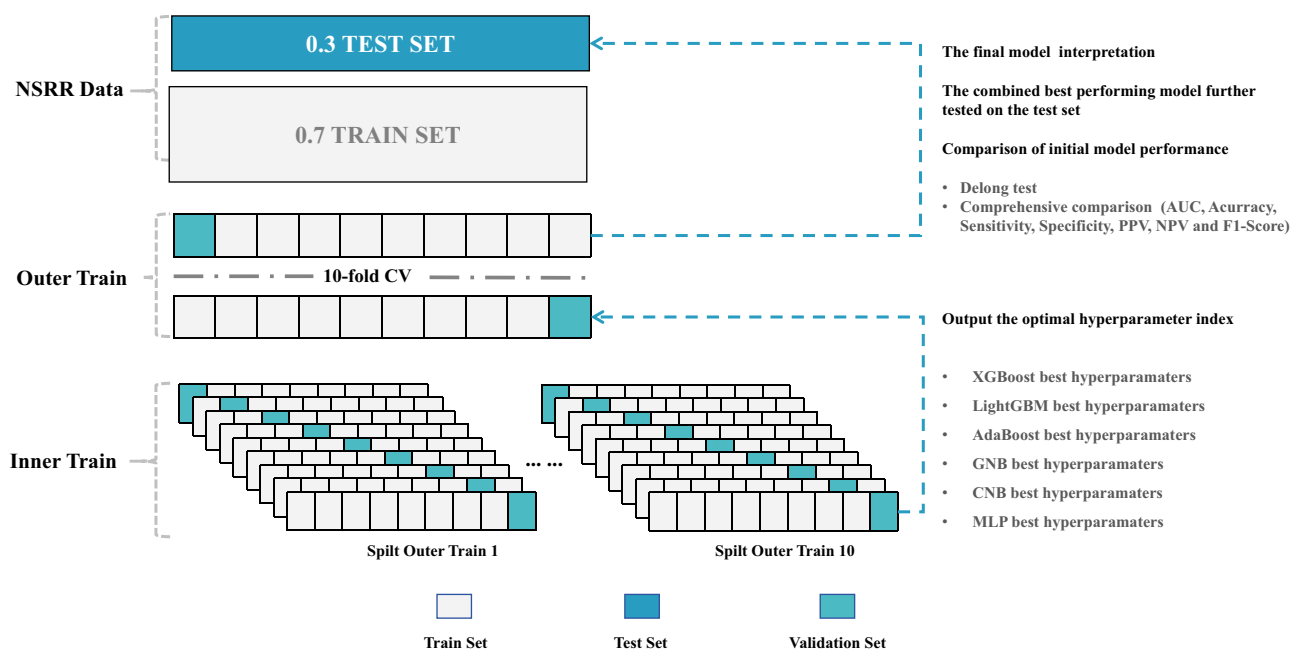 0.3 TEST SET
NSRR Data
0.7 TRAIN SET
The final model interpretation
The combined best performing model further
tested on the test set
Comparison of initial model performance
• Delong test
• Comprehensive comparison (AUC, Acurracy,
Sensitivity, Specificity, PPV, NPV and F1-Score)
Outer Train
10-fold CV
Output the optimal hyperparameter index
• XGBoost best hyperparamaters
• LightGBM best hyperparamaters
• AdaBoost best hyperparamaters
• GNB best hyperparamaters
• CNB best hyperparamaters
• MLP best hyperparamaters
Inner Train
... ...
Spilt Outer Train 1
Spilt Outer Train 10
Train Set
Test Set
Validation Set